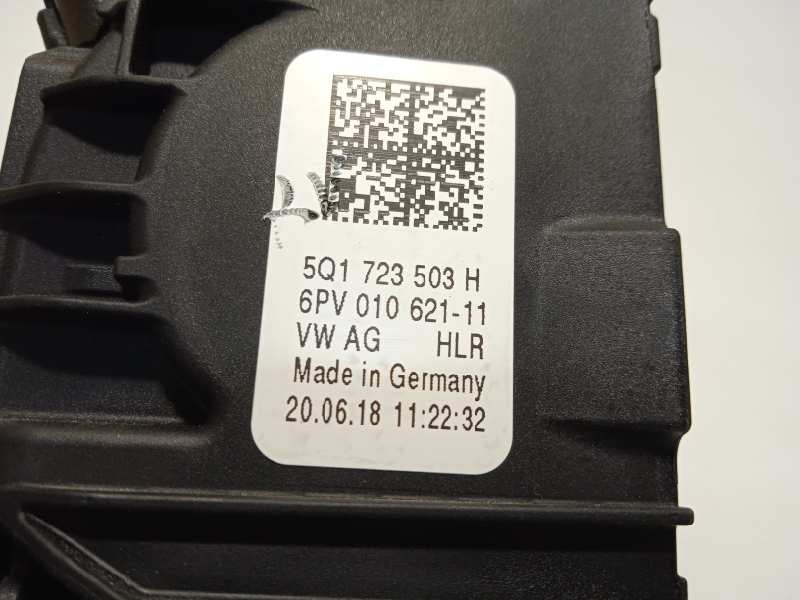 5Q1 723 503 H
6PV 010 621-11
VW AG HLR
Made in Germany
20.06.18 11:22:32